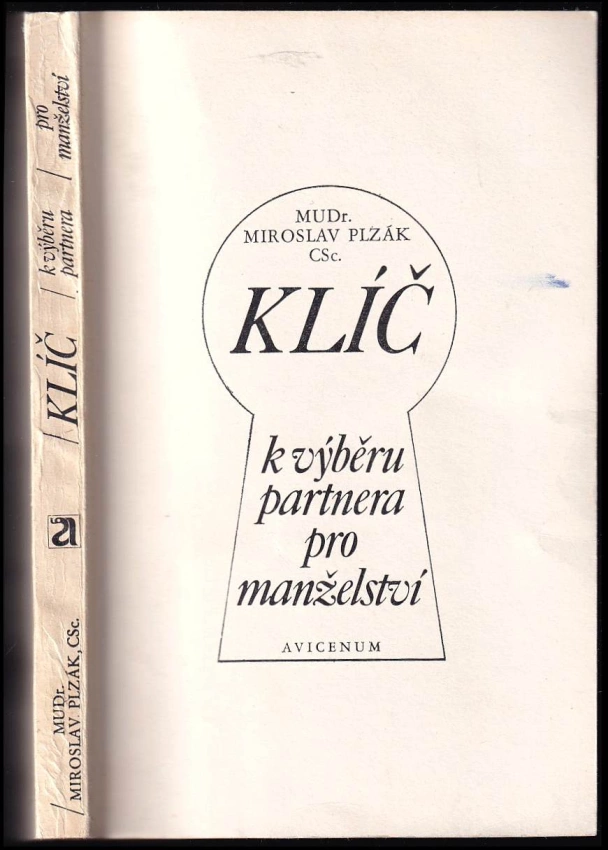 MUDr.
MIROSLAV PLZÁK
CSc.
KLÍČ
k výběru
partnera
pro
manželství
AVICENUM
MUDr.
MIROSLAV PLZÁK, CSc.
a
KLÍČ
k výběru
partnera
pro
manželství